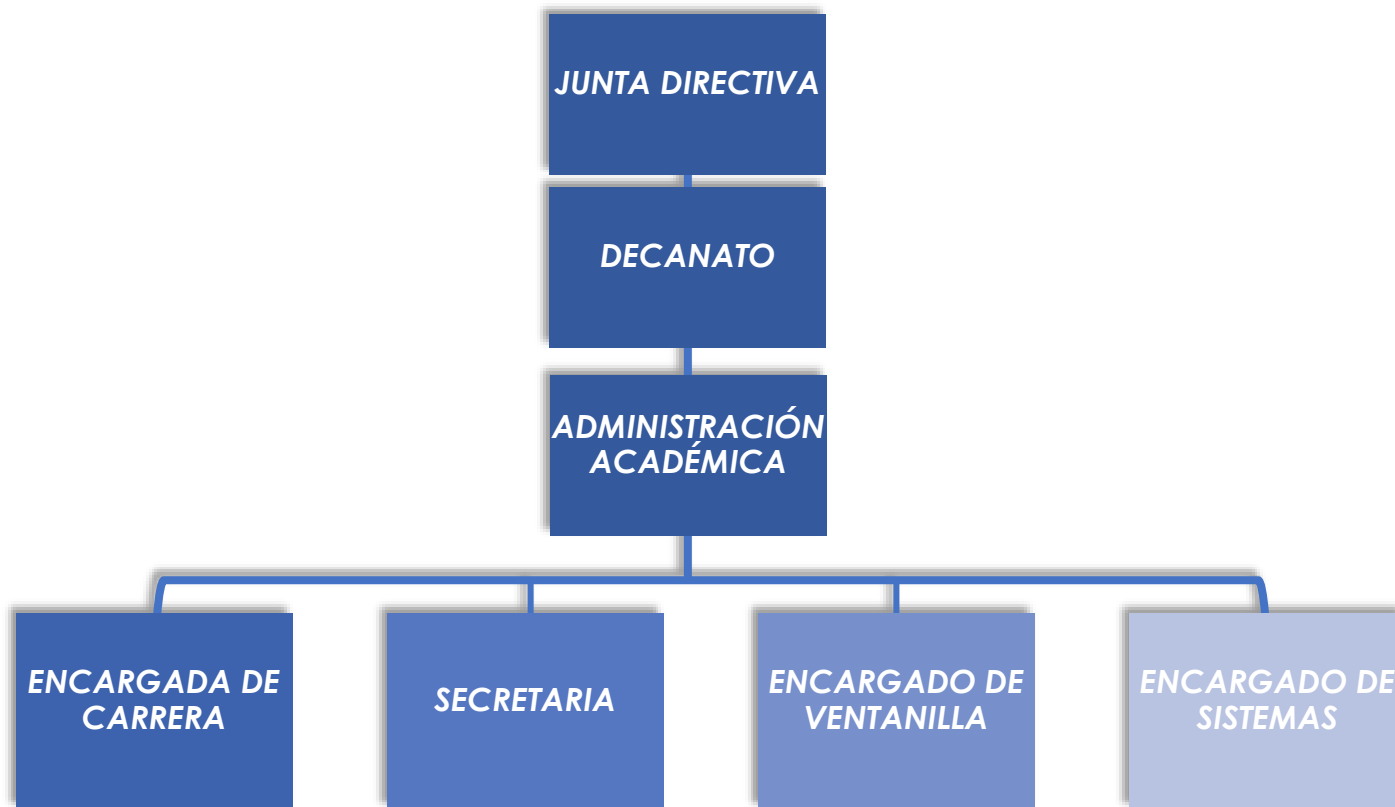 JUNTA DIRECTIVA
DECANATO
ADMINISTRACIÓN
ACADÉMICA
ENCARGADA DE
CARRERA
SECRETARIA
ENCARGADO DE
VENTANILLA
ENCARGADO DE
SISTEMAS